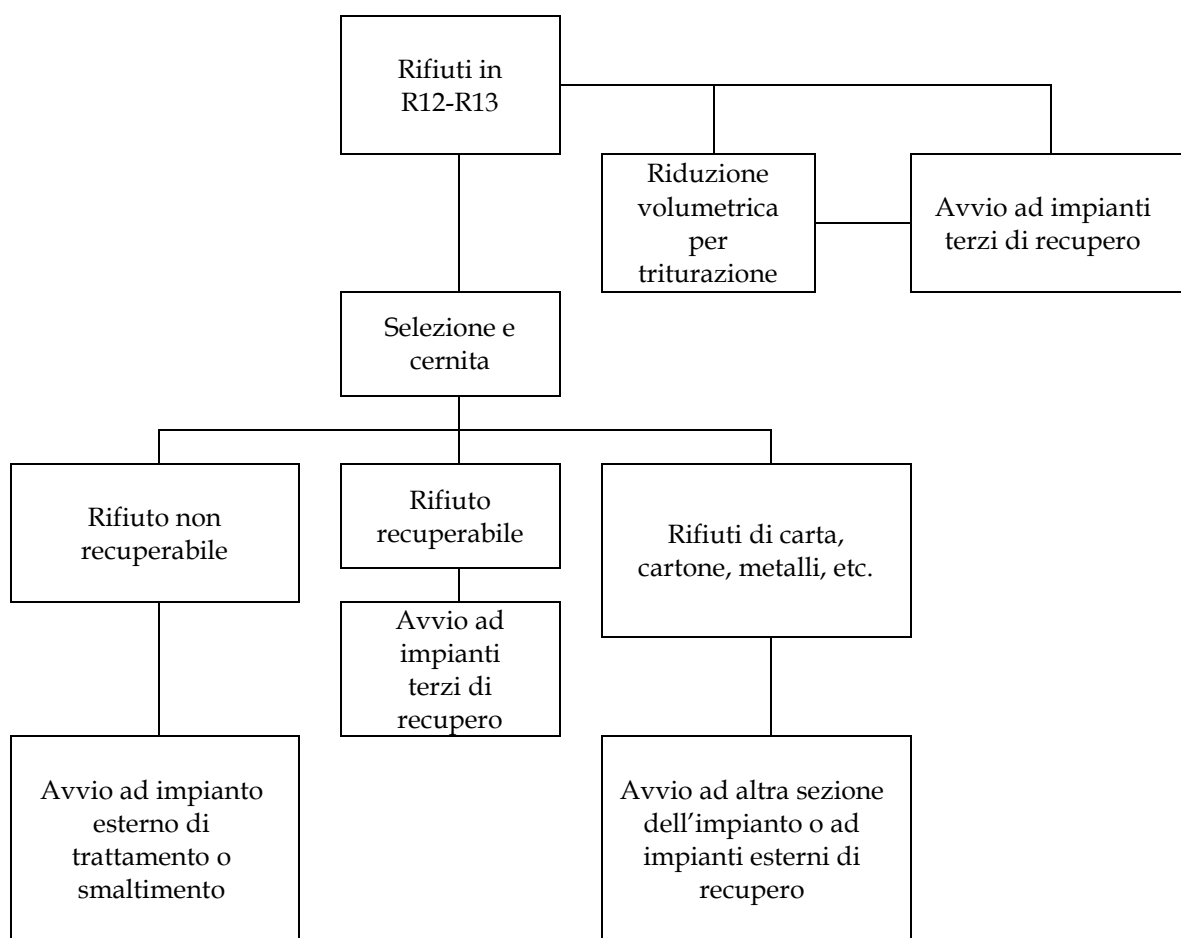 Rifiuti in
R12-R13
Riduzione
volumetrica
per
triturazione
Avvio ad impianti
terzi di recupero
Selezione e
cernita
Rifiuto non
recuperabile
Rifiuto
recuperabile
Rifiuti di carta,
cartone, metalli, etc.
Avvio ad
impianti
terzi di
recupero
Avvio ad impianto
esterno di
trattamento o
smaltimento
Avvio ad altra sezione
dell’impianto o ad
impianti esterni di
recupero